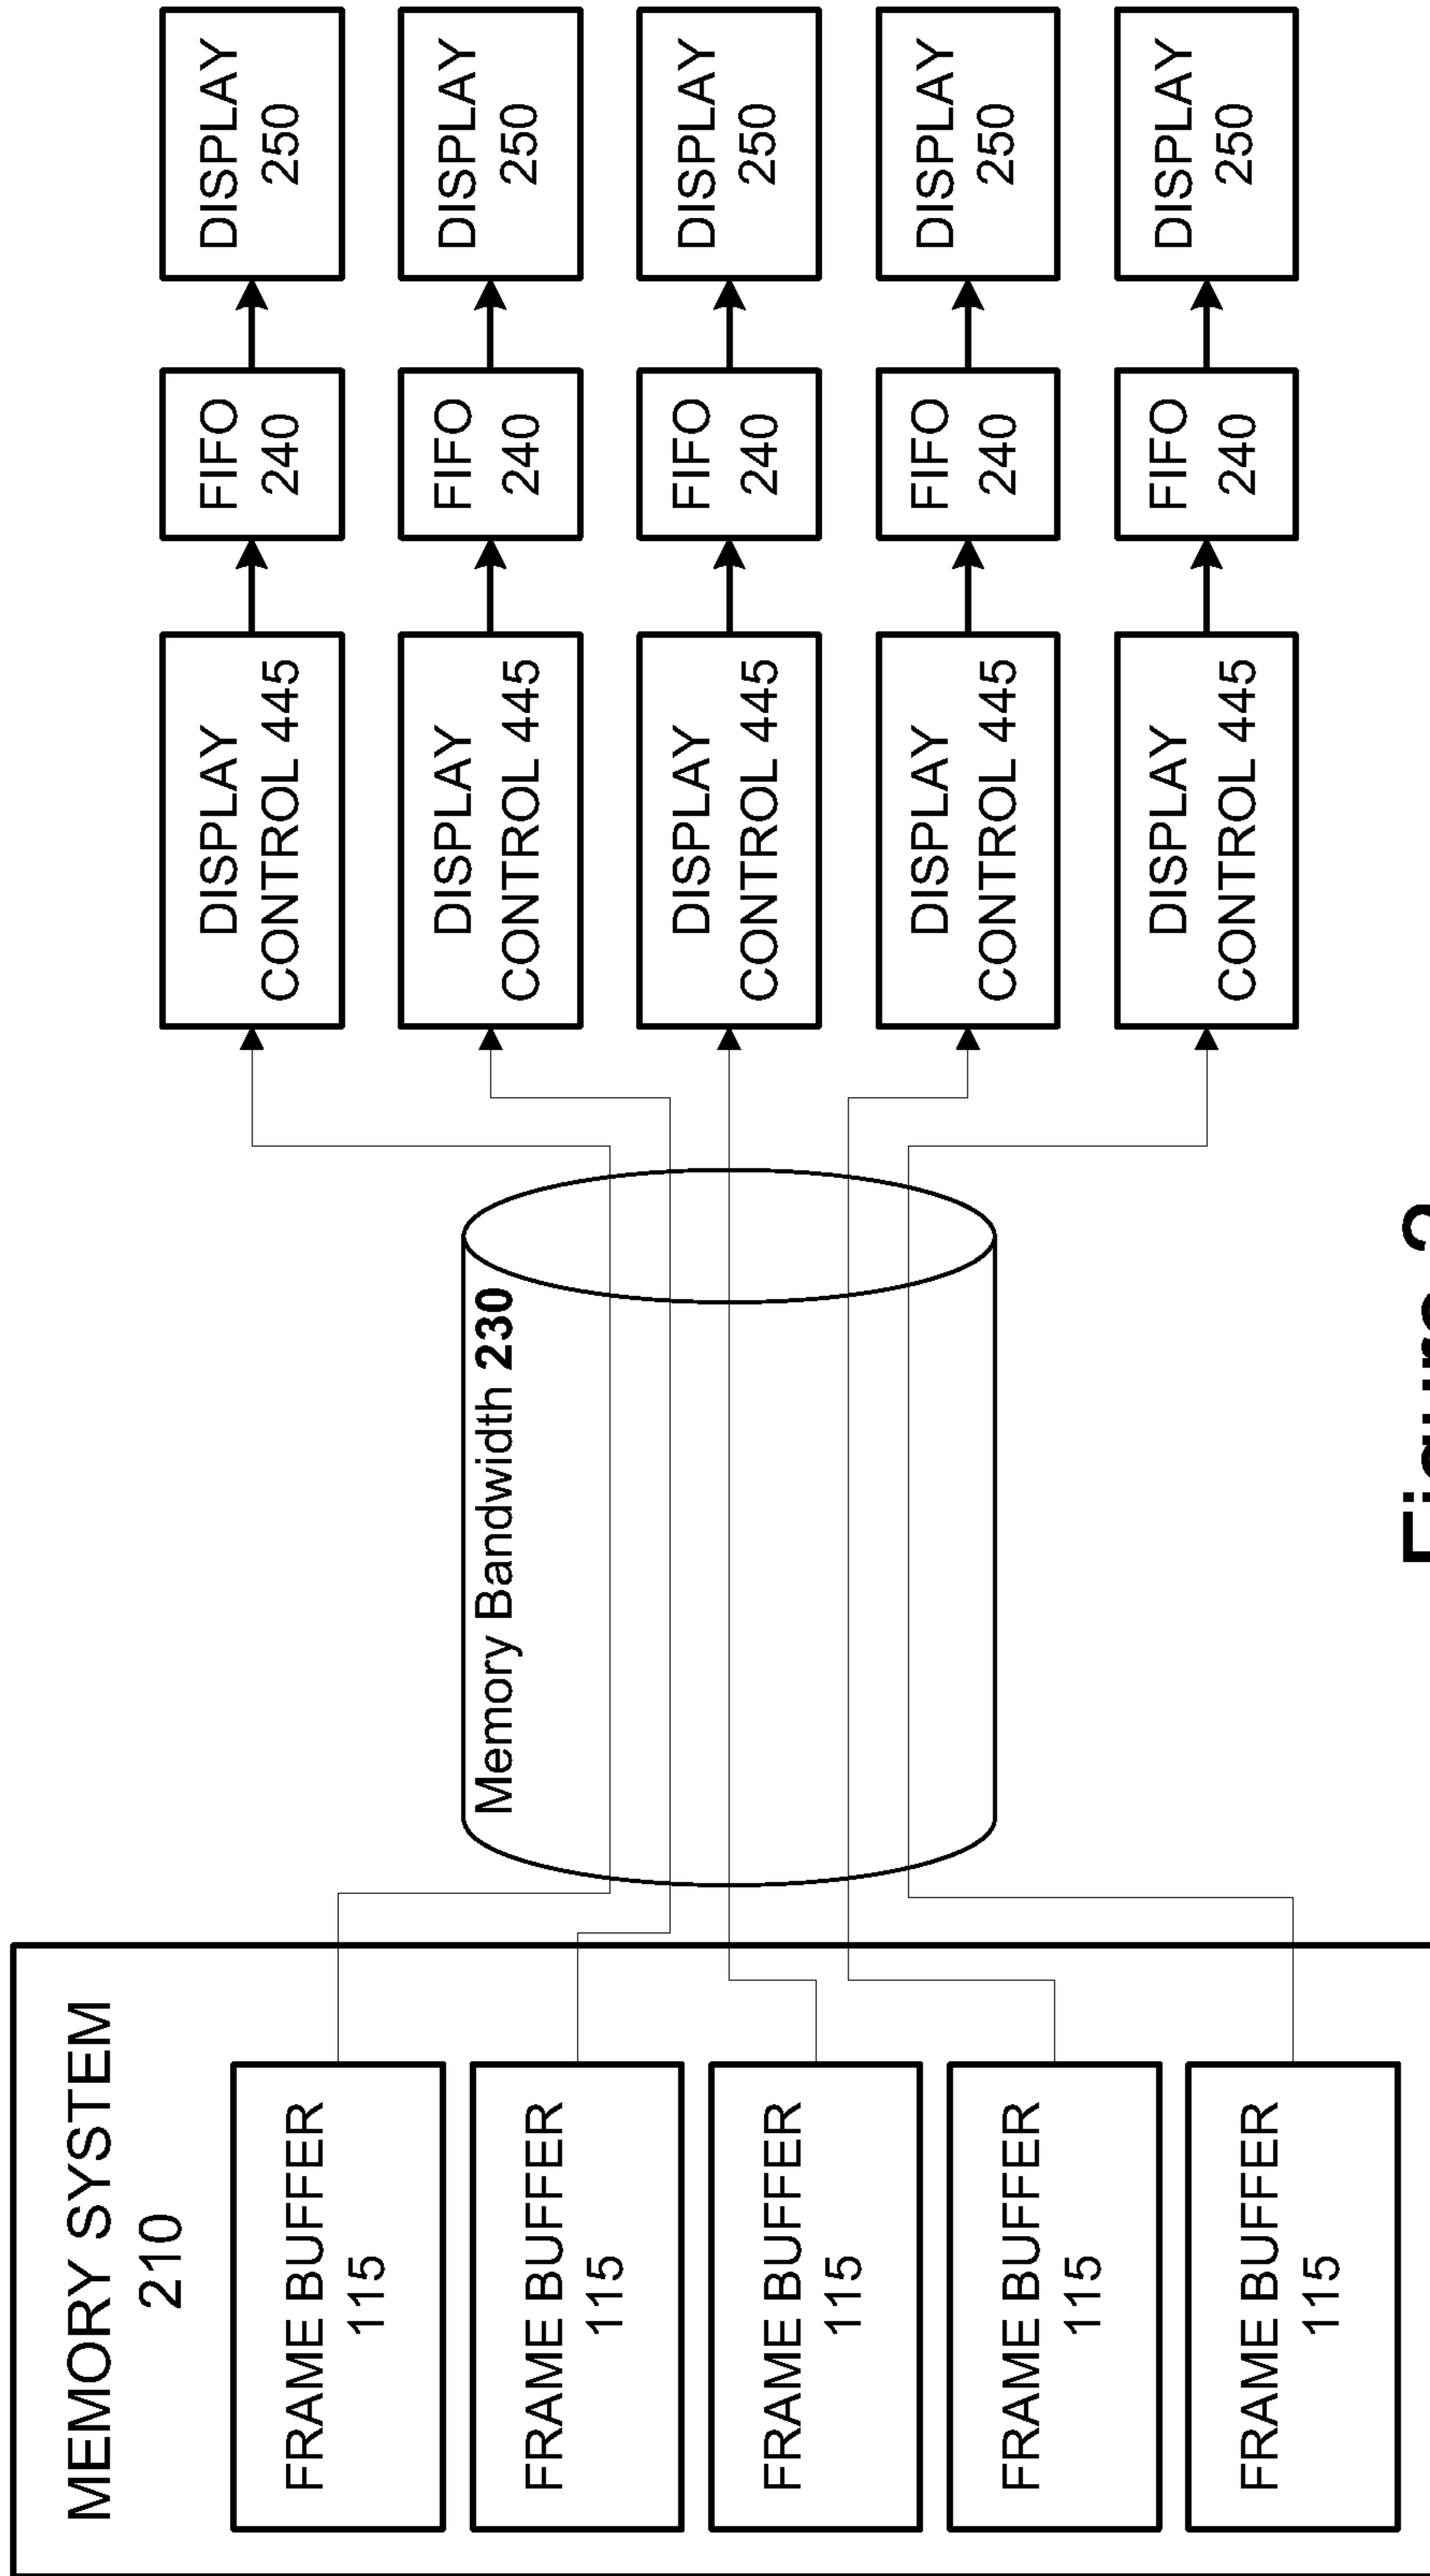 MEMORY SYSTEM
210
FRAME BUFFER
115
FRAME BUFFER
115
FRAME BUFFER
115
FRAME BUFFER
115
FRAME BUFFER
115
Memory Bandwidth 230
DISPLAY
CONTROL 445
FIFO
240
DISPLAY
250
DISPLAY
CONTROL 445
FIFO
240
DISPLAY
250
DISPLAY
CONTROL 445
FIFO
240
DISPLAY
250
DISPLAY
CONTROL 445
FIFO
240
DISPLAY
250
DISPLAY
CONTROL 445
FIFO
240
DISPLAY
250
Figure